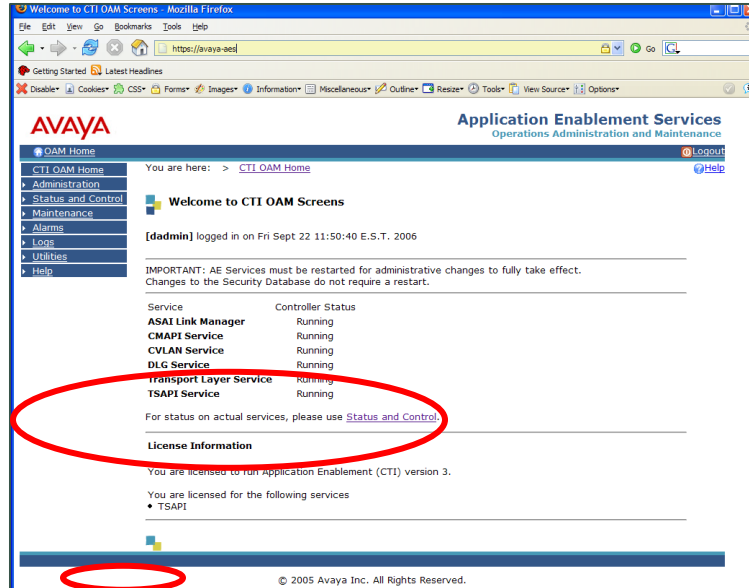 Welcome to CTI OAM Screens - Mozilla Firefox
File Edit View Go Bookmarks Tools Help
https://avaya-aes
Go
Getting Started Latest Headlines
Disable Cookies CSS Forms Images Information Miscellaneous Outline Resize Tools View Source Options
AVAYA
Application Enablement Services
Operations Administration and Maintenance
OAM Home
Logout
CTI OAM Home
Administration
Status and Control
Maintenance
Alarms
Logs
Utilities
Help
You are here: > CTI OAM Home
Help
Welcome to CTI OAM Screens
[dadmin] logged in on Fri Sept 22 11:50:40 E.S.T. 2006
IMPORTANT: AE Services must be restarted for administrative changes to fully take effect.
Changes to the Security Database do not require a restart.
Service Controller Status
ASAI Link Manager Running
CMAPI Service Running
CVLAN Service Running
DLG Service Running
Transport Layer Service Running
TSAPI Service Running
For status on actual services, please use Status and Control.
License Information
You are licensed to run Application Enablement (CTI) version 3.
You are licensed for the following services
• TSAPI
© 2005 Avaya Inc. All Rights Reserved.